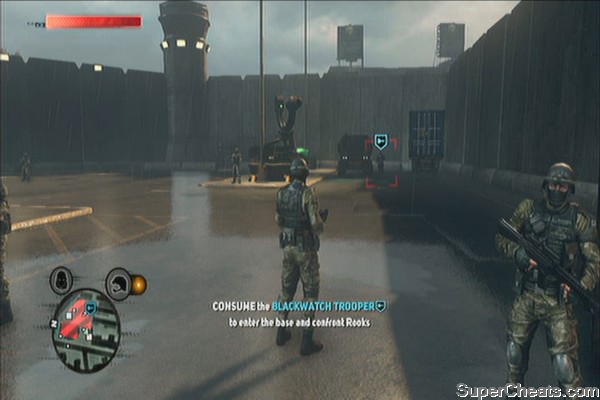 CONSUME the BLACKWATCH TROOPER
to enter the base and confront Rooks
N
SuperCheats.com